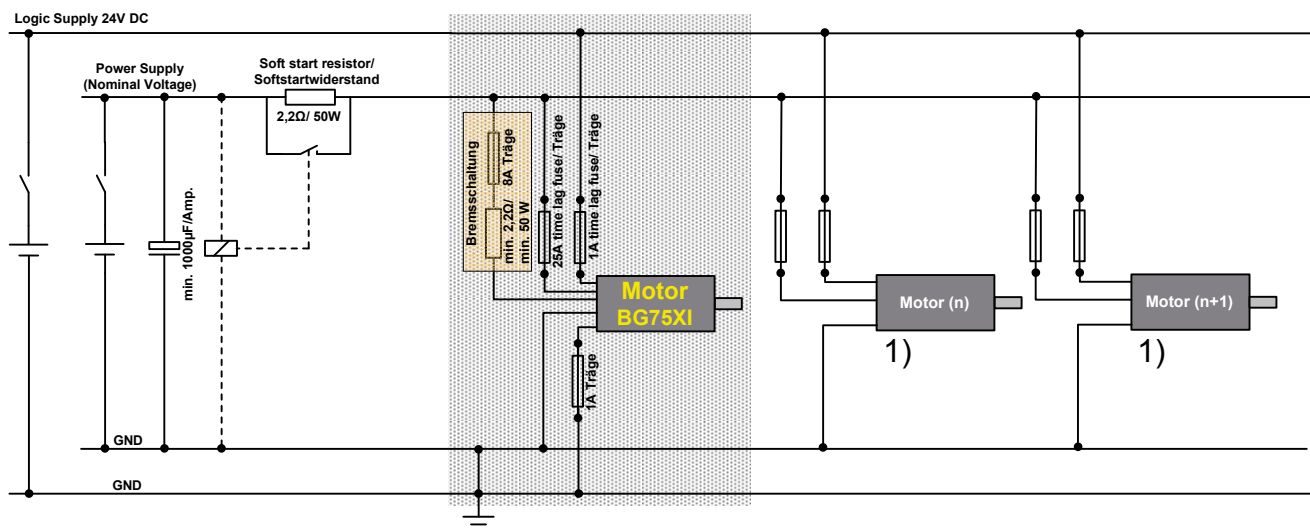 Logic Supply 24V DC
Power Supply
(Nominal Voltage)
Soft start resistor/
Softstartwiderstand
2,2Ω/ 50W
min. 1000µF/Amp.
Bremsschaltung
8A Träge
min. 2,2Ω/
min. 50 W
25A time lag fuse/ Träge
1A time lag fuse/ Träge
Motor
BG75XI
1A Träge
Motor (n)
1)
Motor (n+1)
1)
GND
GND